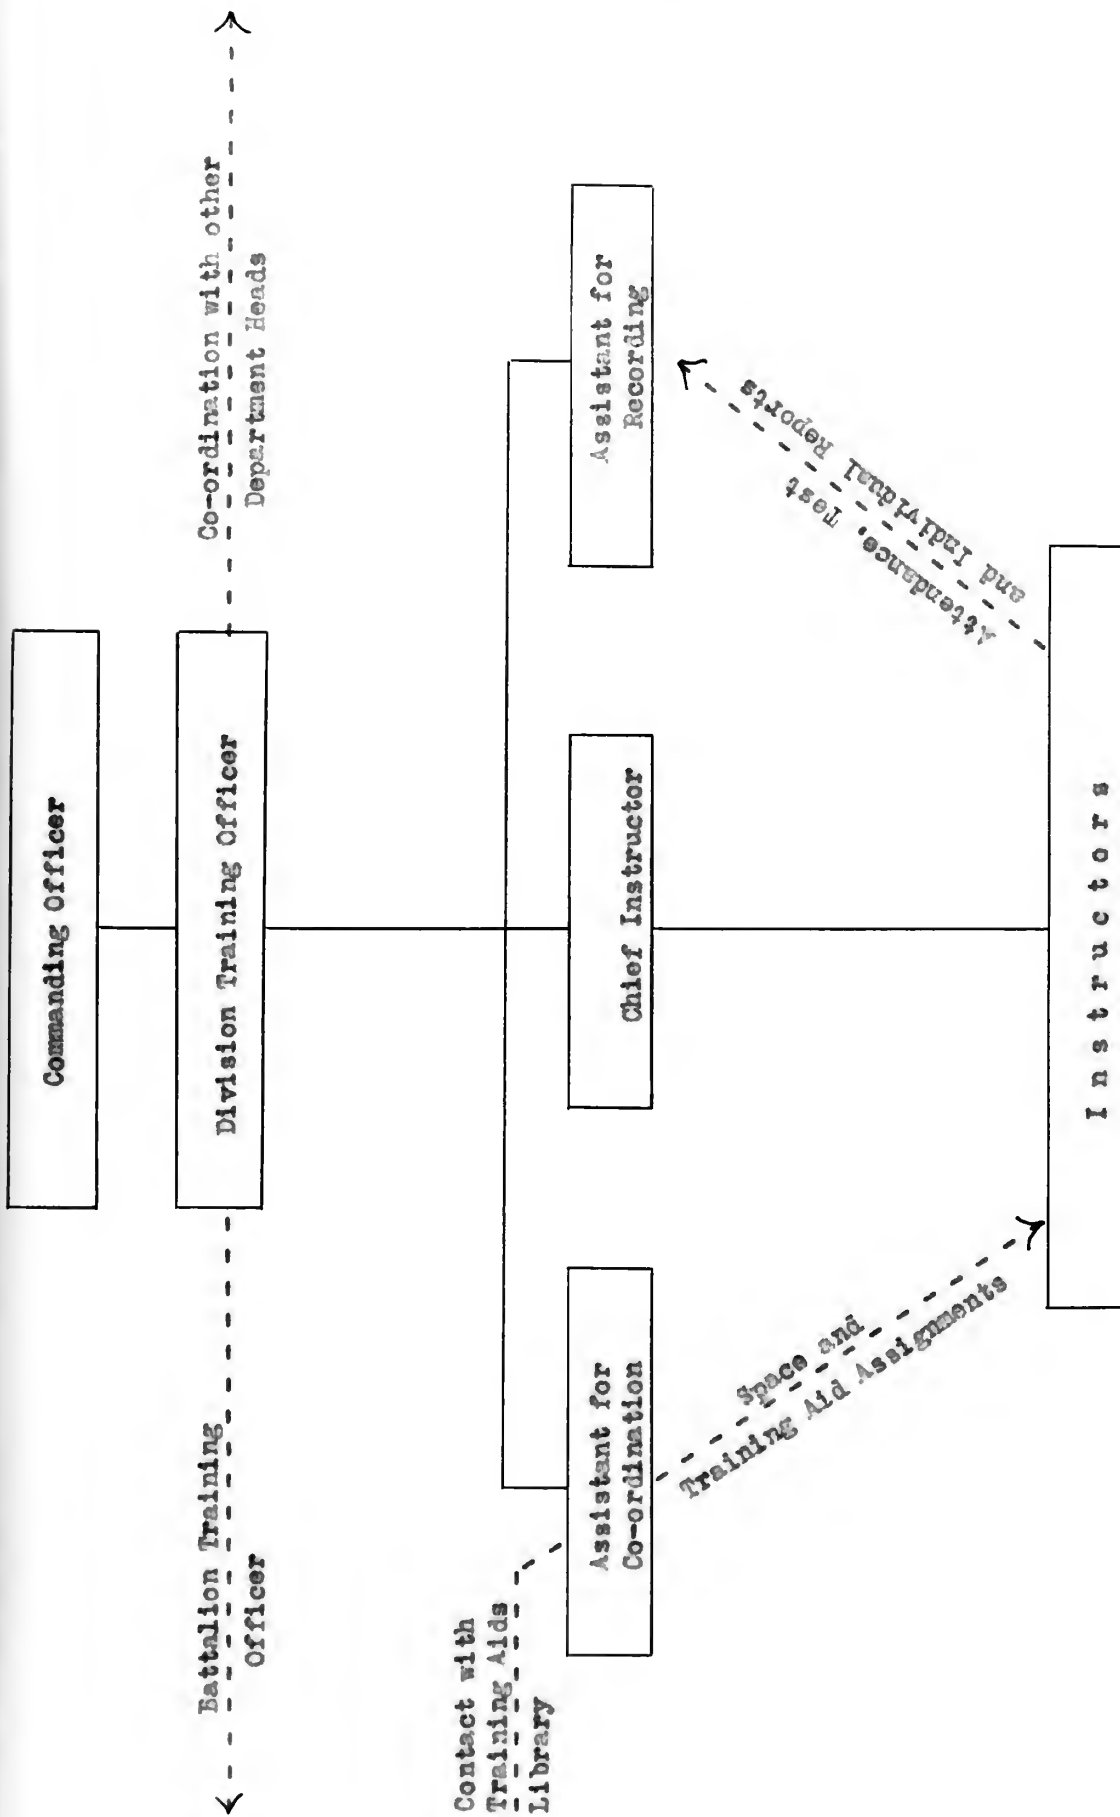 Commanding Officer
Battalion Training
Officer
Division Training Officer
Co-ordination with other
Department Heads
Contact with
Training Aids
Library
Assistant for
Co-ordination
Chief Instructor
Assistant for
Recording
Space and
Training Aid Assignments
Attendance, Test
and Individual Reports
Instructors